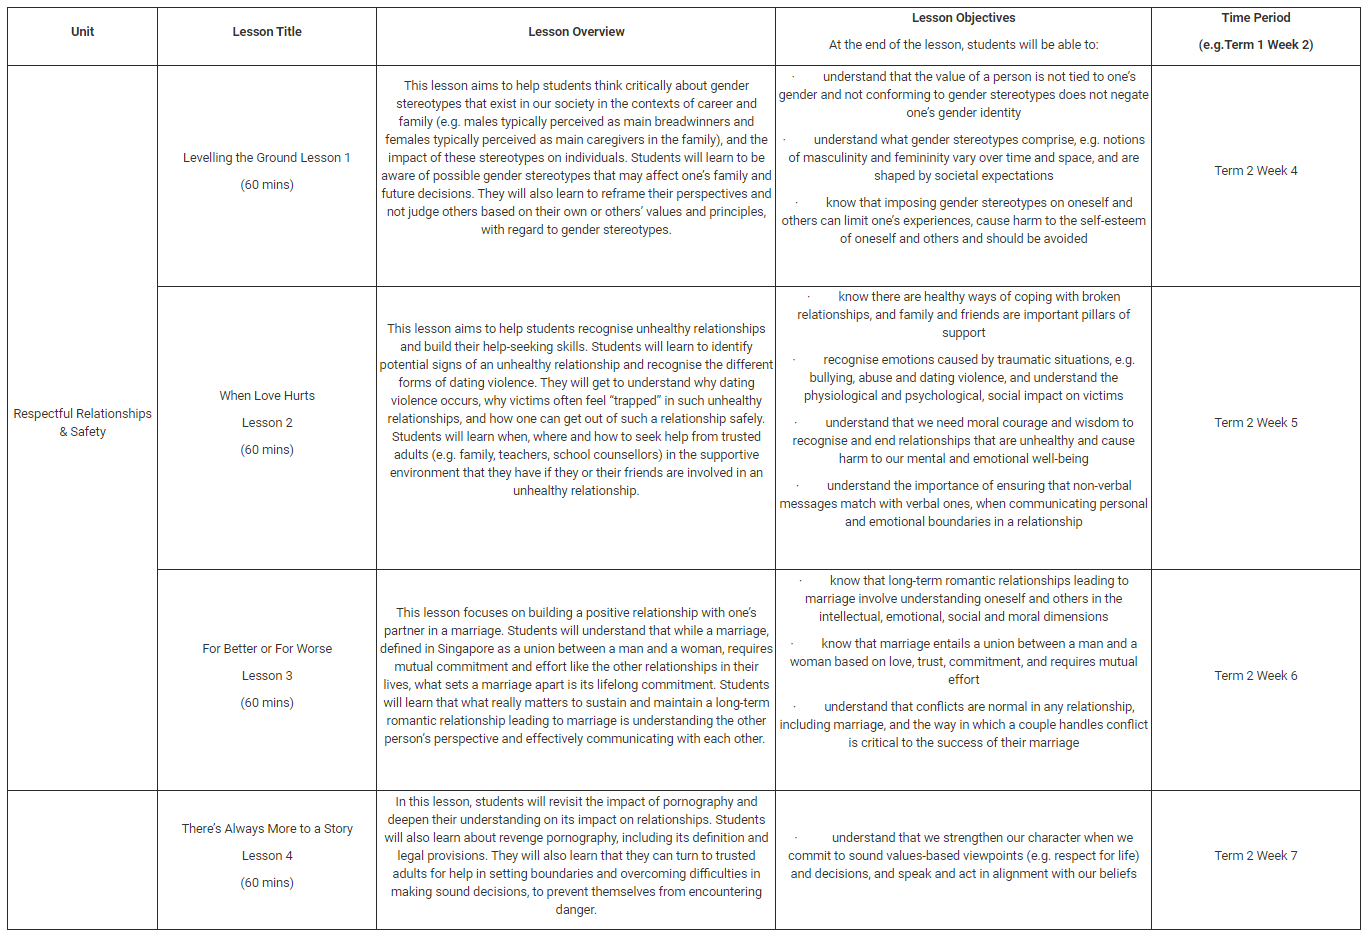 Unit
Lesson Title
Lesson Overview
Lesson Objectives
At the end of the lesson, students will be able to:
Time Period
(e.g.Term 1 Week 2)
Respectful Relationships
& Safety
Levelling the Ground Lesson 1
(60 mins)
This lesson aims to help students think critically about gender
stereotypes that exist in our society in the contexts of career and
family (e.g. males typically perceived as main breadwinners and
females typically perceived as main caregivers in the family), and the
impact of these stereotypes on individuals. Students will learn to be
aware of possible gender stereotypes that may affect one’s family and
future decisions. They will also learn to reframe their perspectives and
not judge others based on their own or others’ values and principles,
with regard to gender stereotypes.
· understand that the value of a person is not tied to one’s
gender and not conforming to gender stereotypes does not negate
one’s gender identity
· understand what gender stereotypes comprise, e.g. notions
of masculinity and femininity vary over time and space, and are
shaped by societal expectations
· know that imposing gender stereotypes on oneself and
others can limit one’s experiences, cause harm to the self-esteem
of oneself and others and should be avoided
Term 2 Week 4
When Love Hurts
Lesson 2
(60 mins)
This lesson aims to help students recognise unhealthy relationships
and build their help-seeking skills. Students will learn to identify
potential signs of an unhealthy relationship and recognise the different
forms of dating violence. They will get to understand why dating
violence occurs, why victims often feel “trapped” in such unhealthy
relationships, and how one can get out of such a relationship safely.
Students will learn when, where and how to seek help from trusted
adults (e.g. family, teachers, school counsellors) in the supportive
environment that they have if they or their friends are involved in an
unhealthy relationship.
· know there are healthy ways of coping with broken
relationships, and family and friends are important pillars of
support
· recognise emotions caused by traumatic situations, e.g.
bullying, abuse and dating violence, and understand the
physiological and psychological, social impact on victims
· understand that we need moral courage and wisdom to
recognise and end relationships that are unhealthy and cause
harm to our mental and emotional well-being
· understand the importance of ensuring that non-verbal
messages match with verbal ones, when communicating personal
and emotional boundaries in a relationship
Term 2 Week 5
For Better or For Worse
Lesson 3
(60 mins)
This lesson focuses on building a positive relationship with one’s
partner in a marriage. Students will understand that while a marriage,
defined in Singapore as a union between a man and a woman, requires
mutual commitment and effort like the other relationships in their
lives, what sets a marriage apart is its lifelong commitment. Students
will learn that what really matters to sustain and maintain a long-term
romantic relationship leading to marriage is understanding the other
person’s perspective and effectively communicating with each other.
· know that long-term romantic relationships leading to
marriage involve understanding oneself and others in the
intellectual, emotional, social and moral dimensions
· know that marriage entails a union between a man and a
woman based on love, trust, commitment, and requires mutual
effort
· understand that conflicts are normal in any relationship,
including marriage, and the way in which a couple handles conflict
is critical to the success of their marriage
Term 2 Week 6
There’s Always More to a Story
Lesson 4
(60 mins)
In this lesson, students will revisit the impact of pornography and
deepen their understanding on its impact on relationships. Students
will also learn about revenge pornography, including its definition and
legal provisions. They will also learn that they can turn to trusted
adults for help in setting boundaries and overcoming difficulties in
making sound decisions, to prevent themselves from encountering
danger.
· understand that we strengthen our character when we
commit to sound values-based viewpoints (e.g. respect for life)
and decisions, and speak and act in alignment with our beliefs
Term 2 Week 7